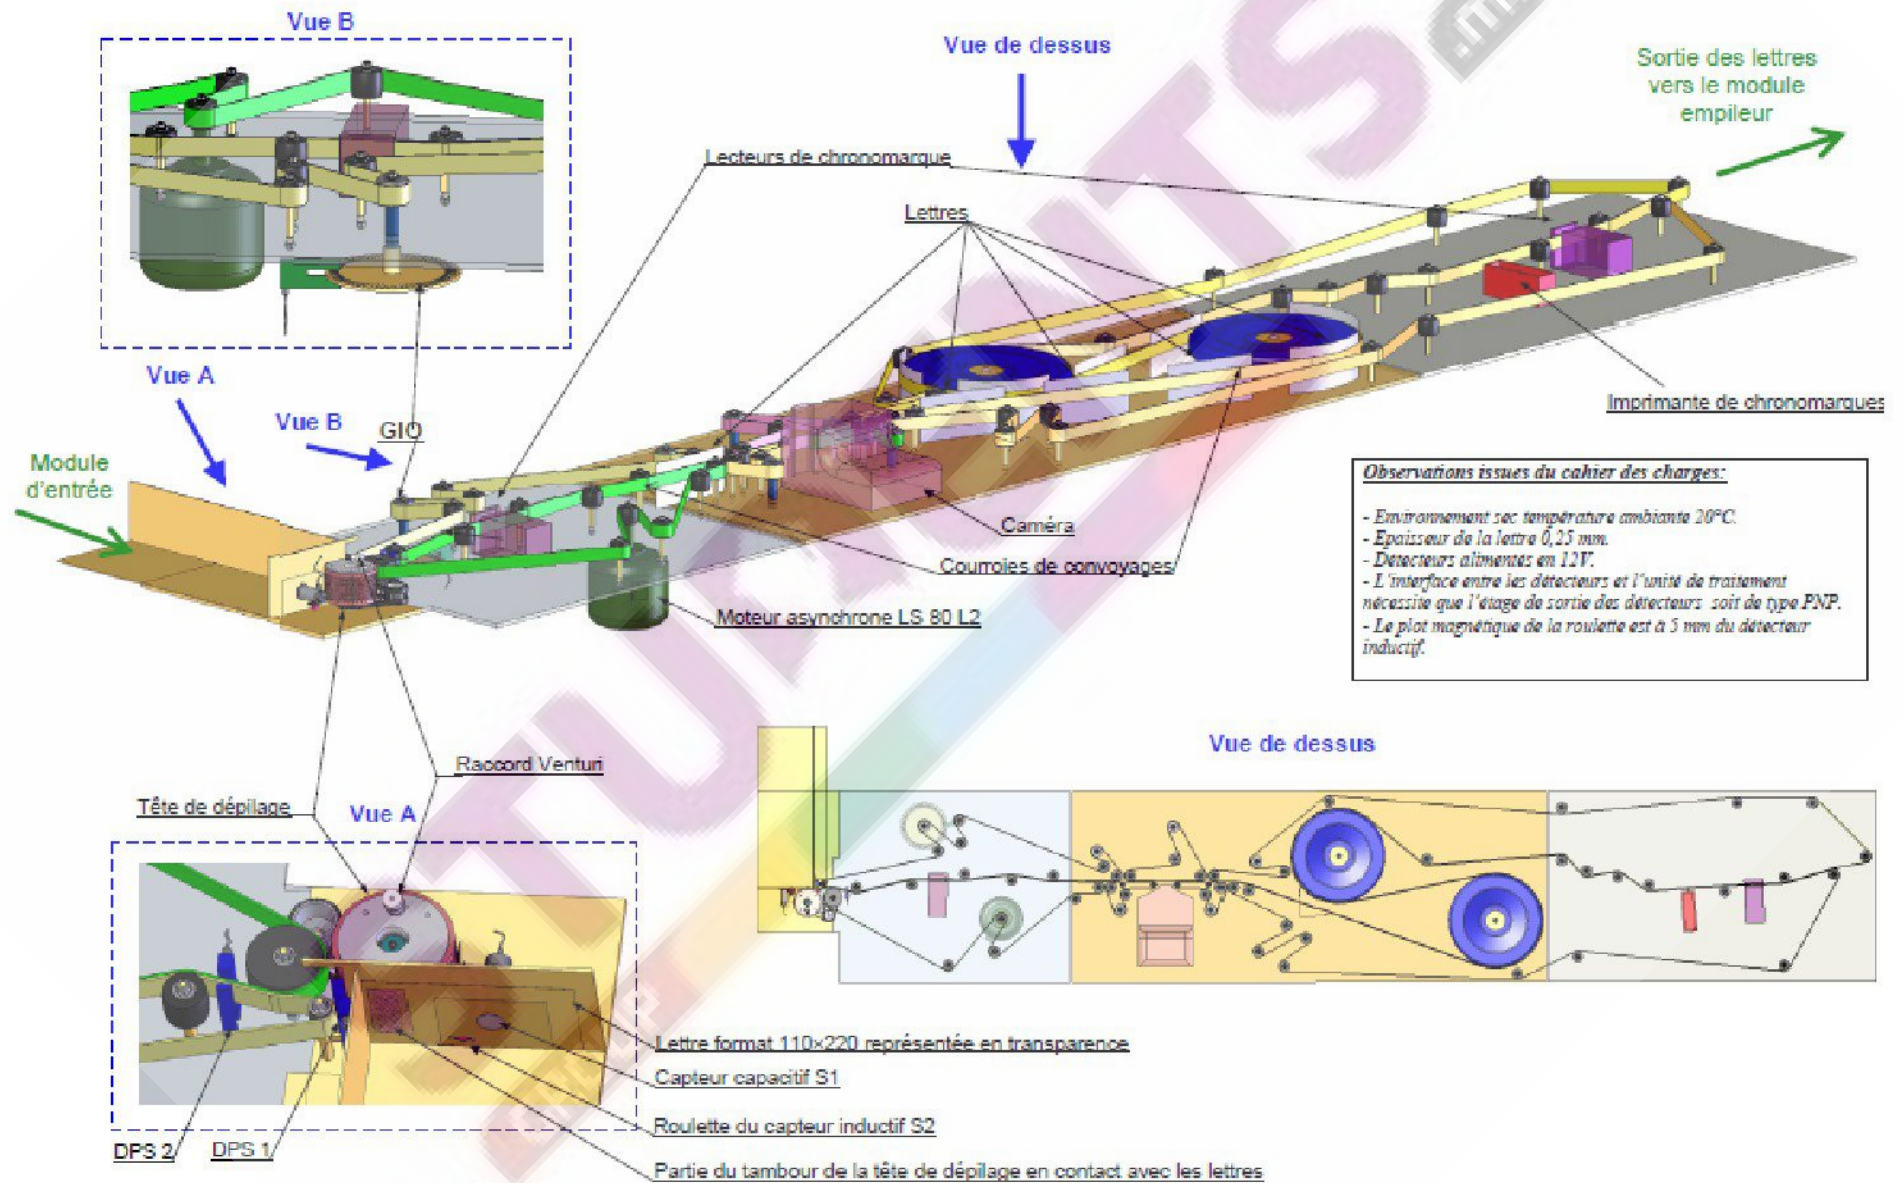 Vue B
Vue de dessus
Sortie des lettres
vers le module
empileur
Lecteurs de chronomarque
Lettres
Vue A
Vue B
GIO
Module
d'entrée
Imprimante de chronomarques
Observations issues du cahier des charges:
- Environnement sec température ambiante 20°C.
- Epaisseur de la lettre 0,25 mm.
- Détecteurs alimentés en 12V.
- L'interface entre les détecteurs et l'unité de traitement
nécessite que l'étage de sortie des détecteurs soit de type PNP.
- Le plot magnétique de la roulette est à 5 mm du détecteur
inductif.
Caméra
Courroies de convoyages
Moteur asynchrone LS 80 L2
Raccord Venturi
Tête de dépilage
Vue A
Vue de dessus
Lettre format 110×220 représentée en transparence
Capteur capacitif S1
Roulette du capteur inductif S2
DPS 2
DPS 1
Partie du tambour de la tête de dépilage en contact avec les lettres